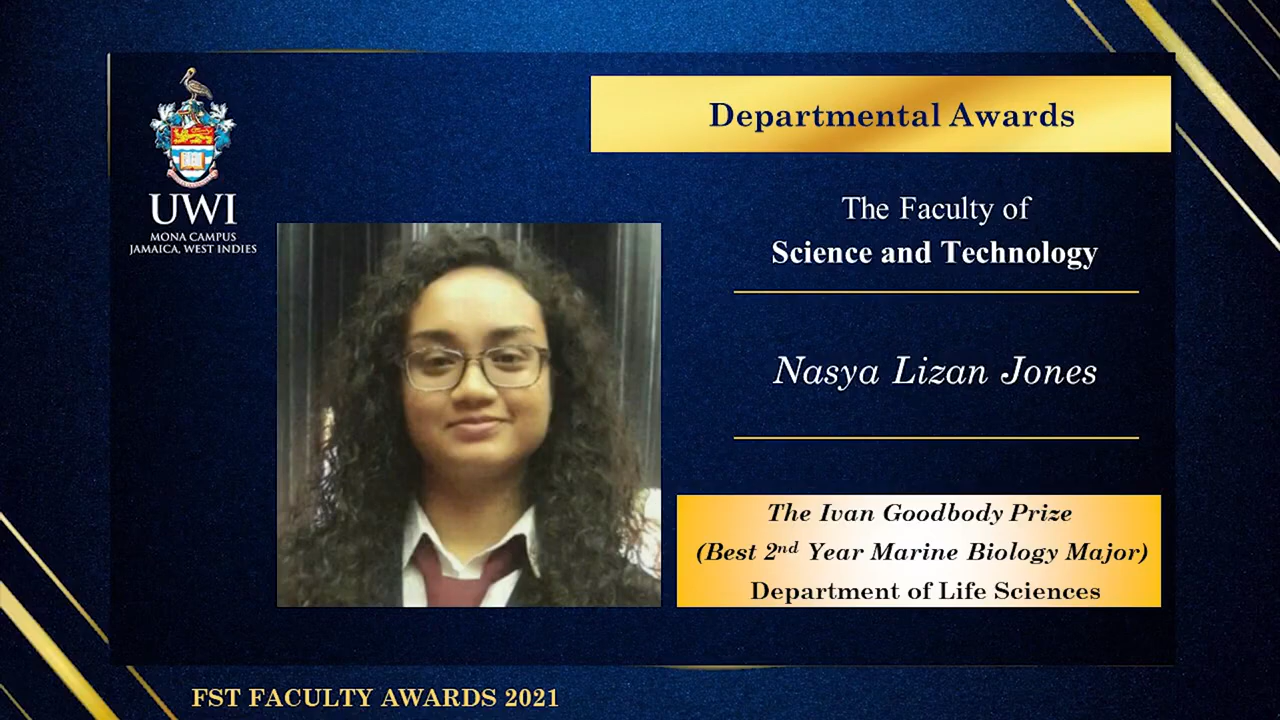 UWI
MONA CAMPUS
JAMAICA, WEST INDIES
Departmental Awards
The Faculty of
Science and Technology
Nasya Lizan Jones
The Ivan Goodbody Prize
(Best 2nd Year Marine Biology Major)
Department of Life Sciences
FST FACULTY AWARDS 2021